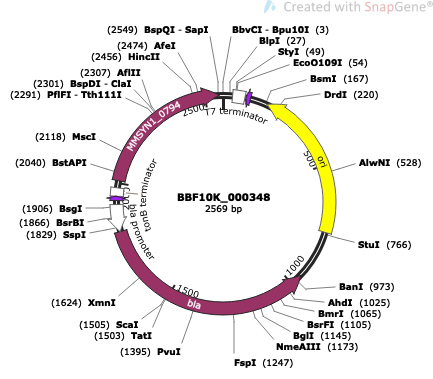 Created with SnapGene®
(2549) BspQI - SapI
(2474) AfeI
(2456) HincII
(2307) AflII
(2301) BspDI - ClaI
(2291) PflFI - Tth111I
(2118) MscI
(2040) BstAPI
(1906) BsgI
(1866) BsrBI
(1829) SspI
(1624) XmnI
(1505) ScaI
(1503) TatI
(1395) PvuI
FspI (1247)
NmeAIII (1173)
BglI (1145)
BsrFI (1105)
BmrI (1065)
AhdI (1025)
BanI (973)
StuI (766)
AlwNI (528)
DrdI (220)
BsmI (167)
EcoO109I (54)
StyI (49)
BlpI (27)
BbvCI - Bpu10I (3)
T7 terminator
MMSYN1_0794
ori
bla
bla promoter
tonB terminator
500
1000
1500
2500
BBF10K_000348
2569 bp